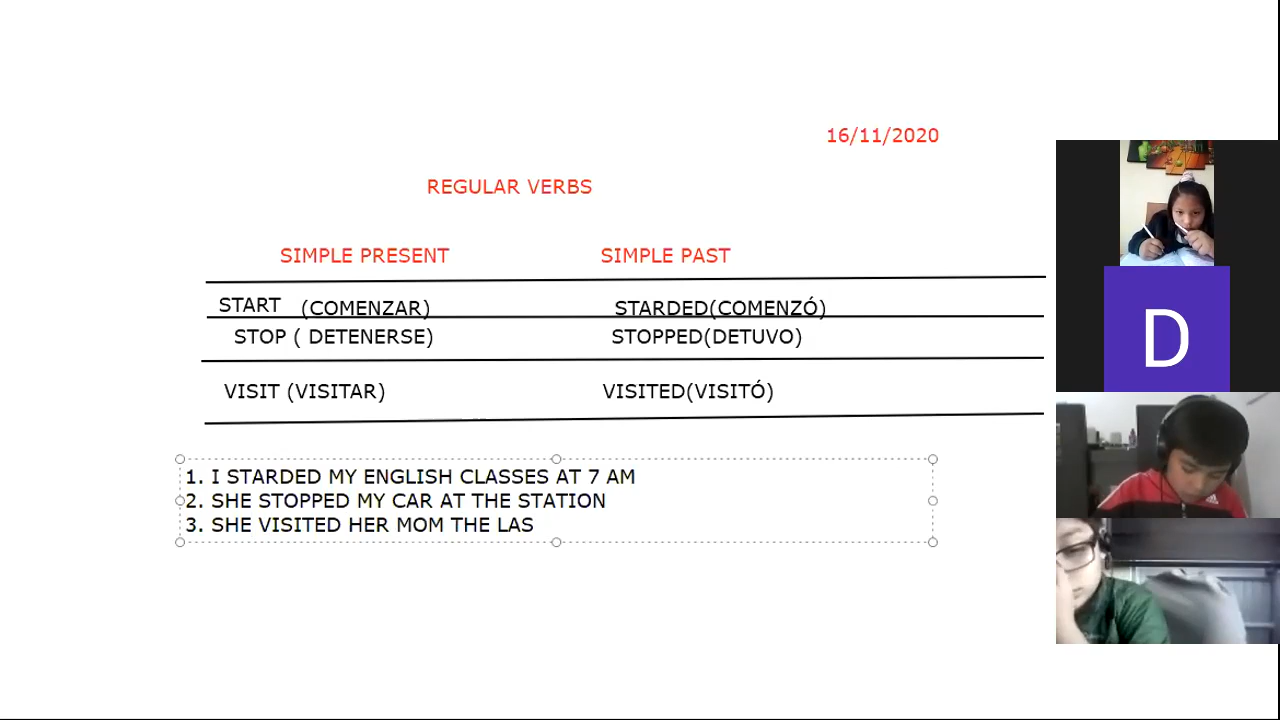 16/11/2020
REGULAR VERBS
SIMPLE PRESENT SIMPLE PAST
START (COMENZAR) STARDED(COMENZÓ)
STOP ( DETENERSE) STOPPED(DETUVO)
VISIT (VISITAR) VISITED(VISITÓ)
1. I STARDED MY ENGLISH CLASSES AT 7 AM
2. SHE STOPPED MY CAR AT THE STATION
3. SHE VISITED HER MOM THE LAS
D